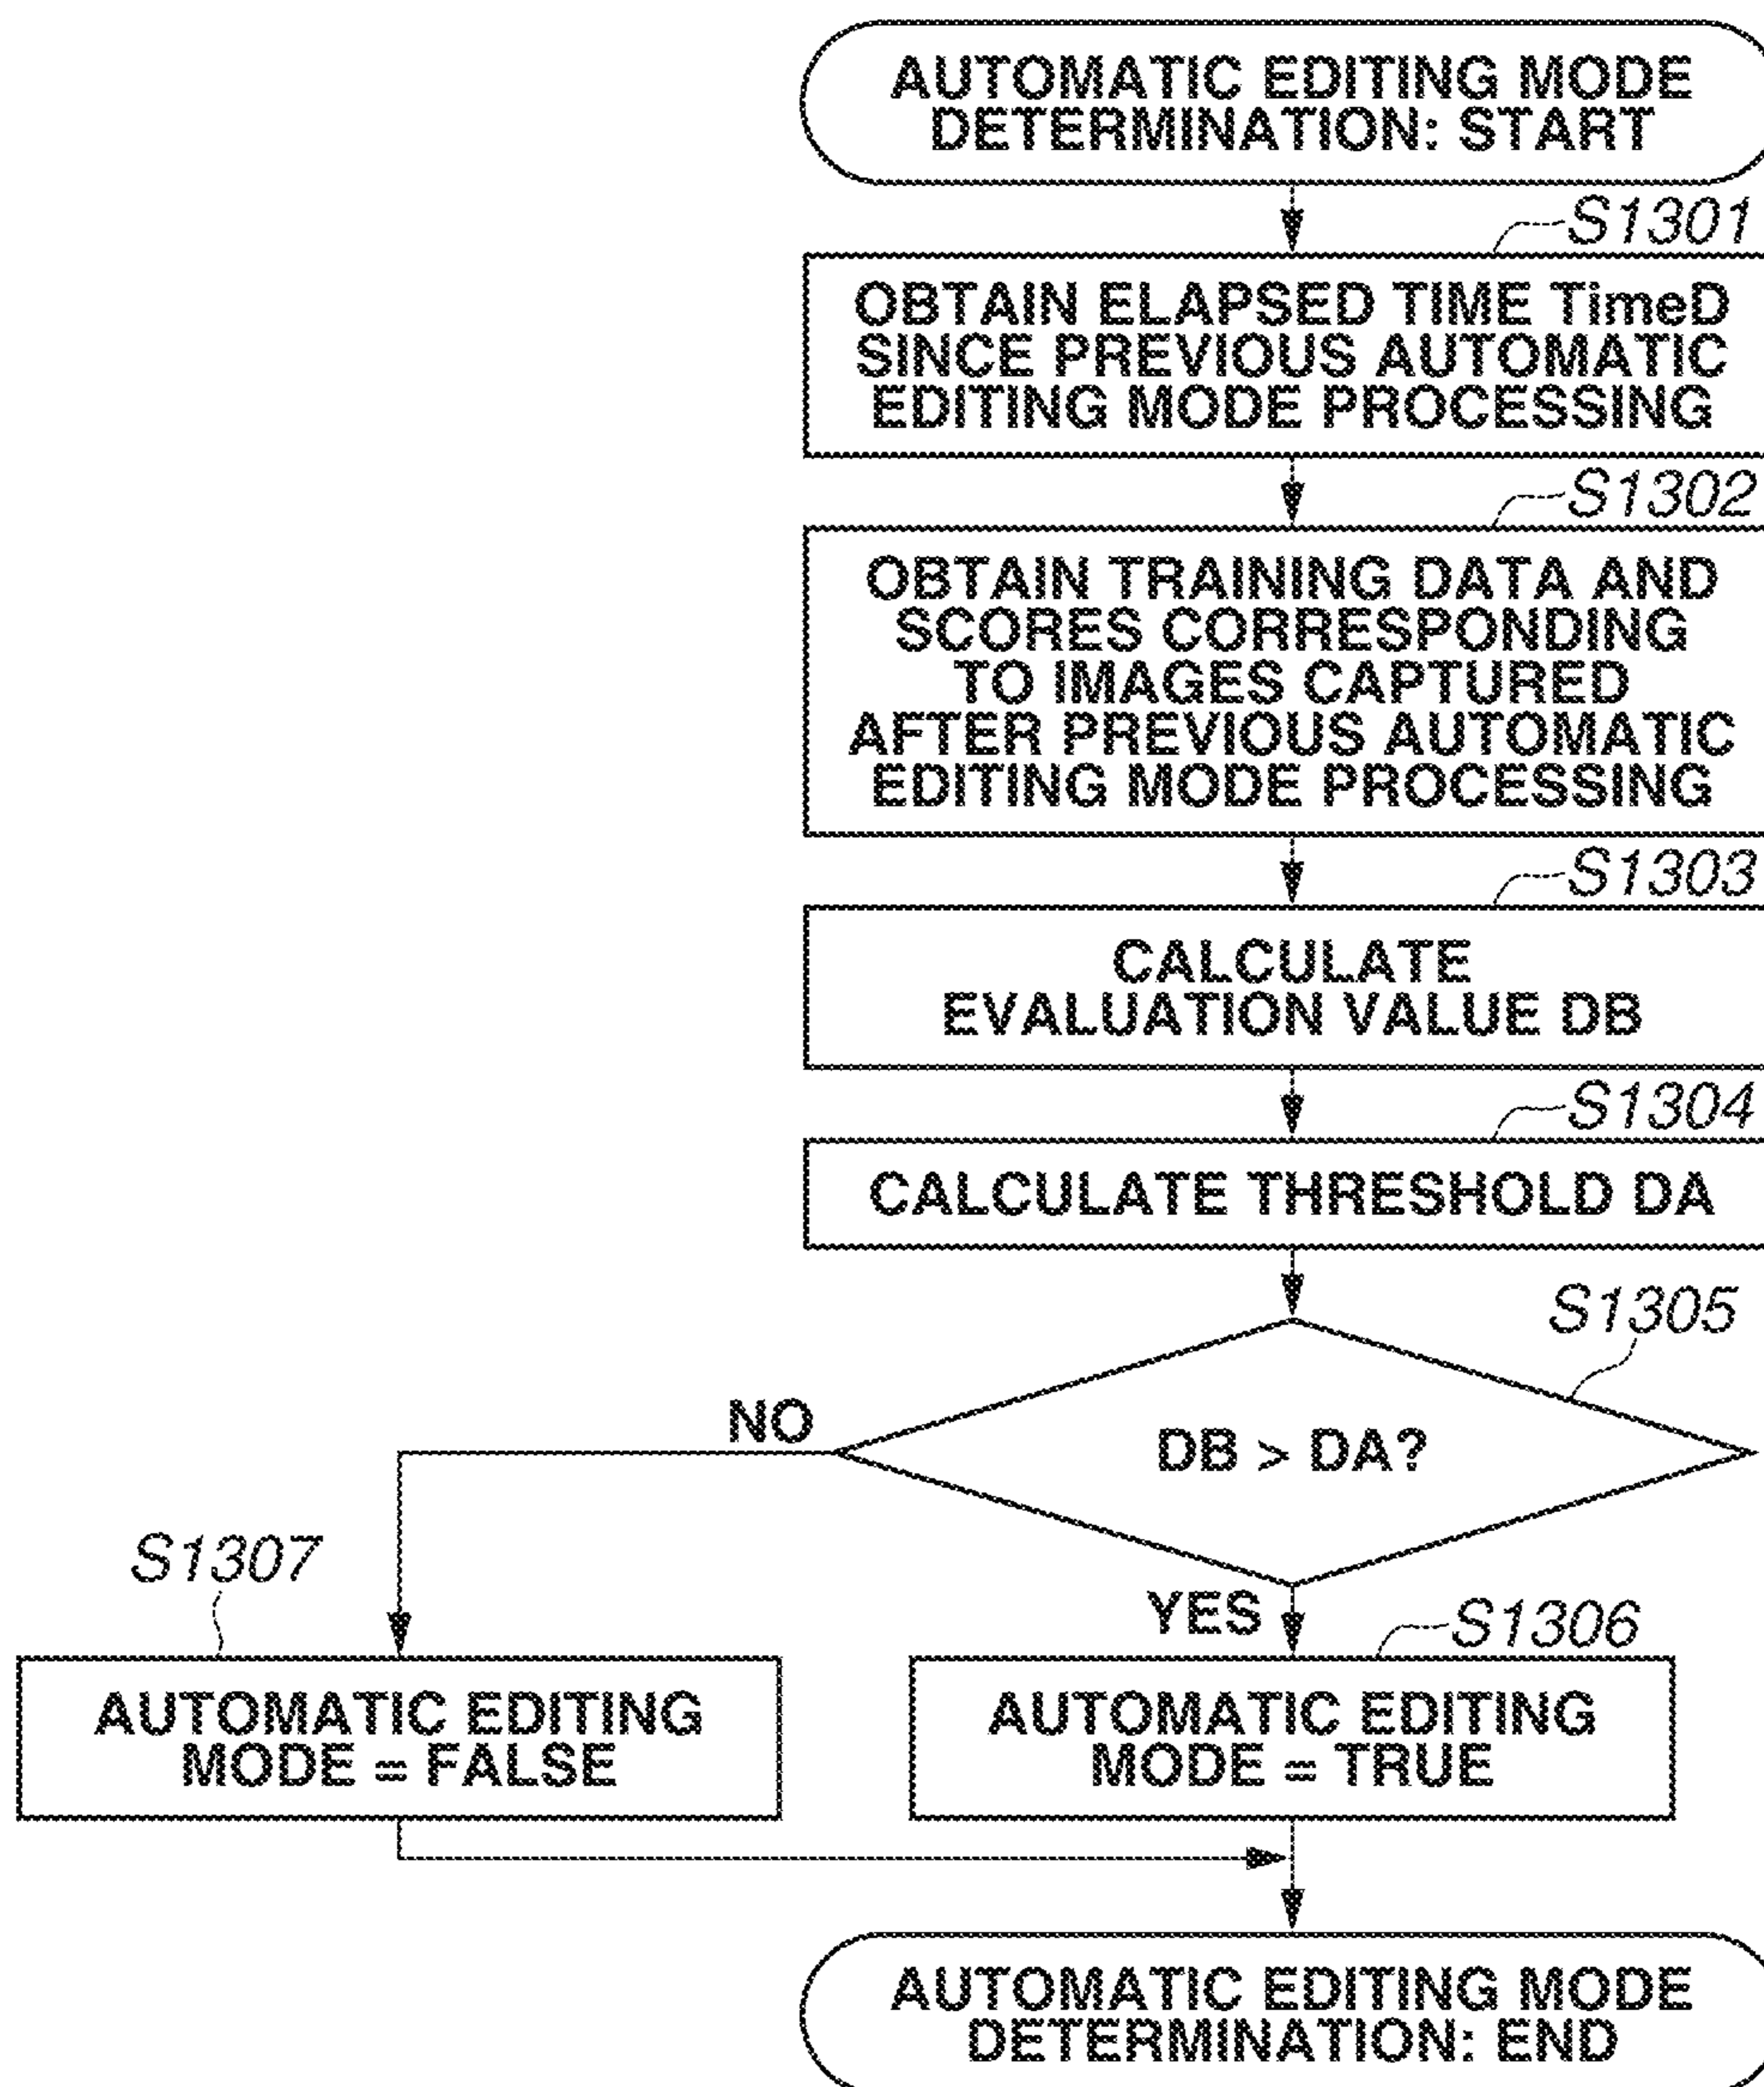 AUTOMATIC EDITING MODE
DETERMINATION: START
S1301
OBTAIN ELAPSED TIME TimeD
SINCE PREVIOUS AUTOMATIC
EDITING MODE PROCESSING
S1302
OBTAIN TRAINING DATA AND
SCORES CORRESPONDING
TO IMAGES CAPTURED
AFTER PREVIOUS AUTOMATIC
EDITING MODE PROCESSING
S1303
CALCULATE
EVALUATION VALUE DB
S1304
CALCULATE THRESHOLD DA
S1305
DB > DA?
NO
YES
S1307
AUTOMATIC EDITING
MODE = FALSE
S1306
AUTOMATIC EDITING
MODE = TRUE
AUTOMATIC EDITING MODE
DETERMINATION: END